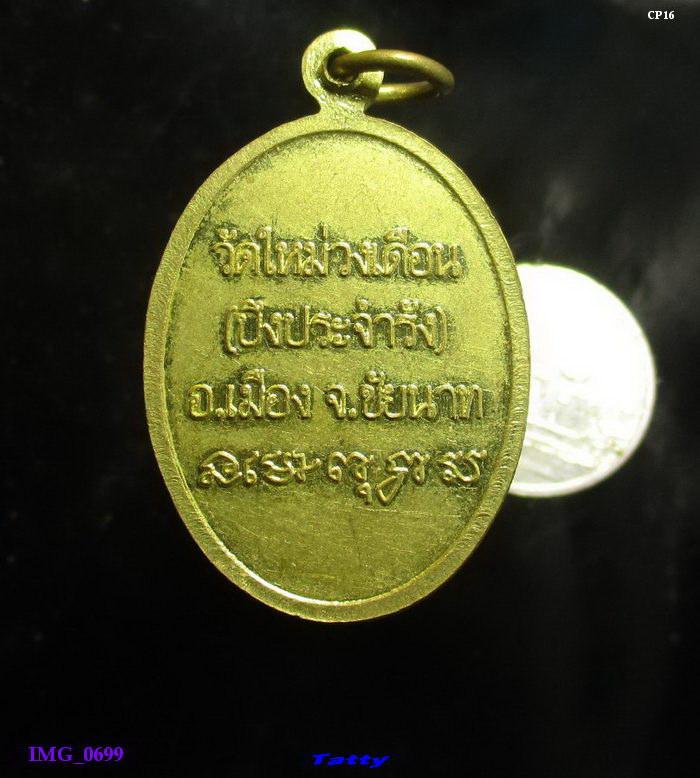 CP16
วัดใหม่วงเดือน
(บึงประจำรัง)
อ.เมือง จ.ชัยนาท
IMG_0699
Tatty